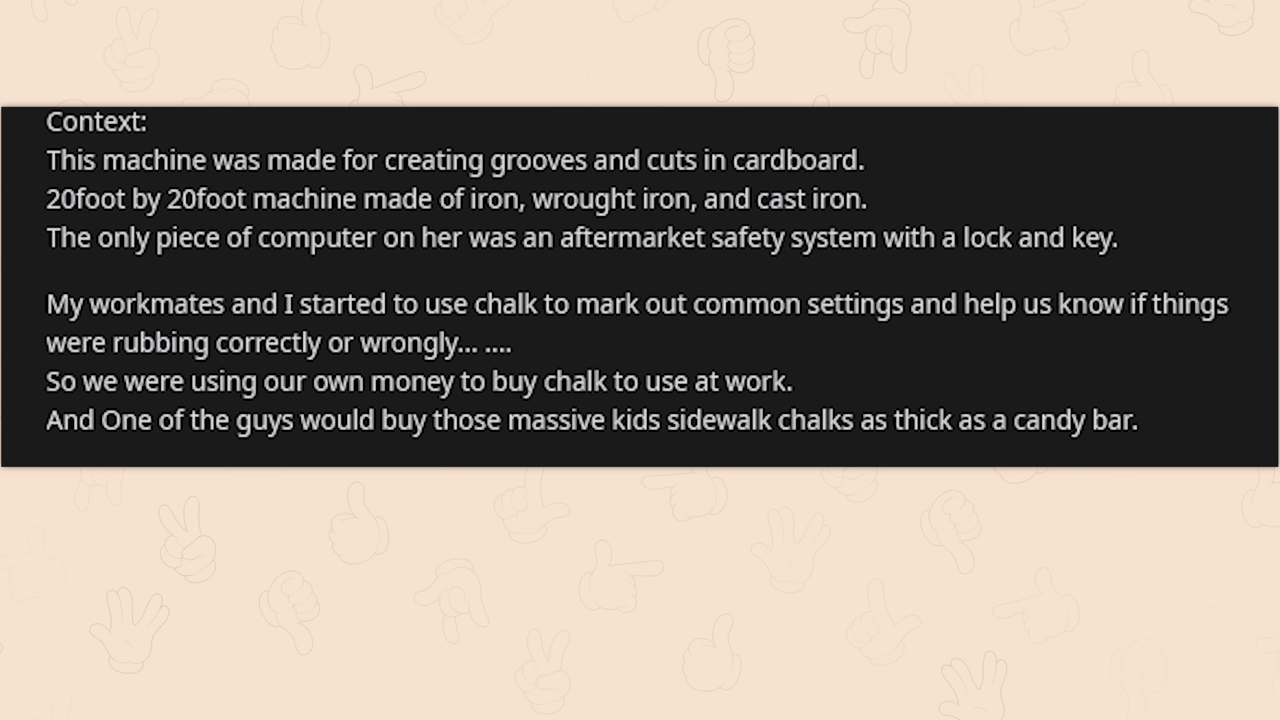 Context:
This machine was made for creating grooves and cuts in cardboard.
20foot by 20foot machine made of iron, wrought iron, and cast iron.
The only piece of computer on her was an aftermarket safety system with a lock and key.
My workmates and I started to use chalk to mark out common settings and help us know if things
were rubbing correctly or wrongly... ....
So we were using our own money to buy chalk to use at work.
And One of the guys would buy those massive kids sidewalk chalks as thick as a candy bar.